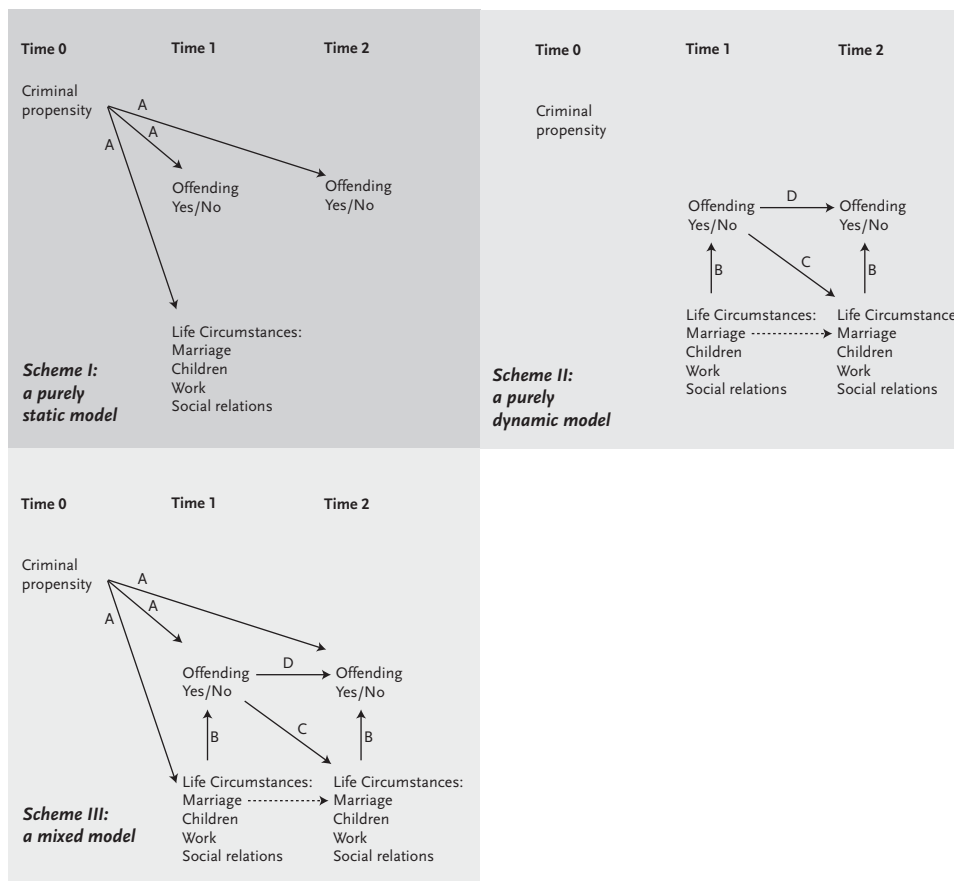 Time 0
Time 1
Time 2
Criminal
propensity
A
A
A
Offending
Yes/No
Offending
Yes/No
Life Circumstances:
Marriage
Children
Work
Social relations
Scheme I:
a purely
static model
Time 0
Time 1
Time 2
Criminal
propensity
Offending
Yes/No
D
Offending
Yes/No
C
B
B
Life Circumstances:
Marriage
Children
Work
Social relations
Life Circumstance
Marriage
Children
Work
Social relations
Scheme II:
a purely
dynamic model
Time 0
Time 1
Time 2
Criminal
propensity
A
A
A
Offending
Yes/No
D
Offending
Yes/No
C
B
B
Life Circumstances:
Marriage
Children
Work
Social relations
Life Circumstances:
Marriage
Children
Work
Social relations
Scheme III:
a mixed model